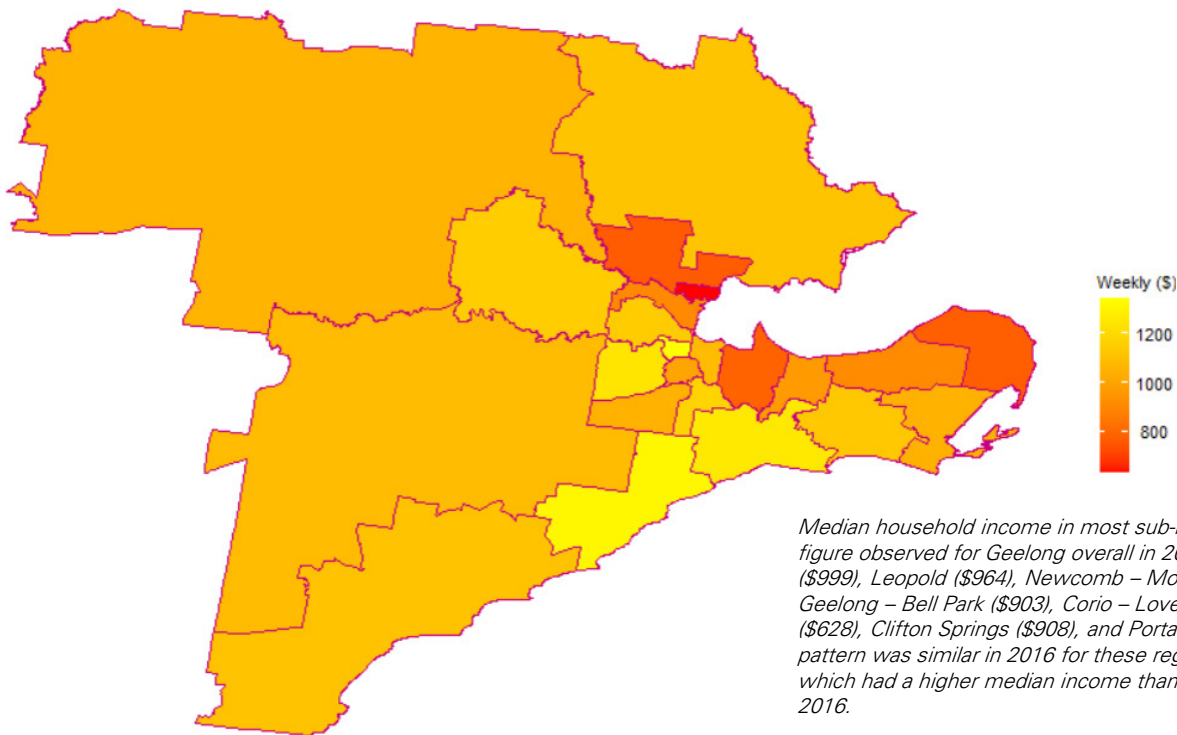 Weekly ($)
1200
1000
800
Median household income in most sub-
figure observed for Geelong overall in 20
($999), Leopold ($964), Newcomb – Mo
Geelong – Bell Park ($903), Corio – Love
($628), Clifton Springs ($908), and Porta
pattern was similar in 2016 for these reg
which had a higher median income than
2016.